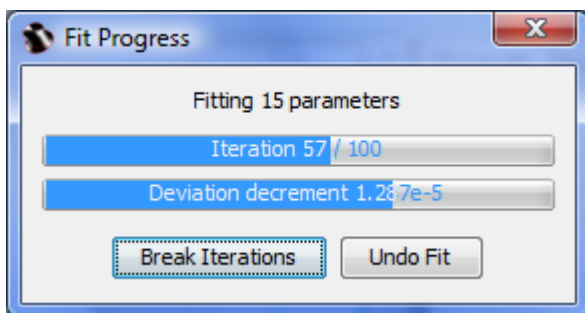 Fit Progress
Fitting 15 parameters
Iteration 57 / 100
Deviation decrement 1.287e-5
Break Iterations
Undo Fit